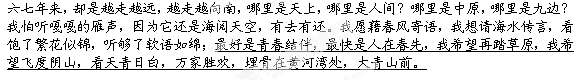 六七年来，却是越走越远，越走越向南，哪里是天上，哪里是人间？哪里是中原，哪里是九边？
我怕听嘹嘹的雁声，因为它还是海阔天空，有去有还。我愿藉春风寄语，我想请海水传言，看
饱了繁花似锦，听够了软语如绵；最好是青春结伴，最快是人在春先，我希望再踏草原，我希
望飞度阴山，看天青日白，万家胜欢，埋骨在黄河湾处，大青山前。